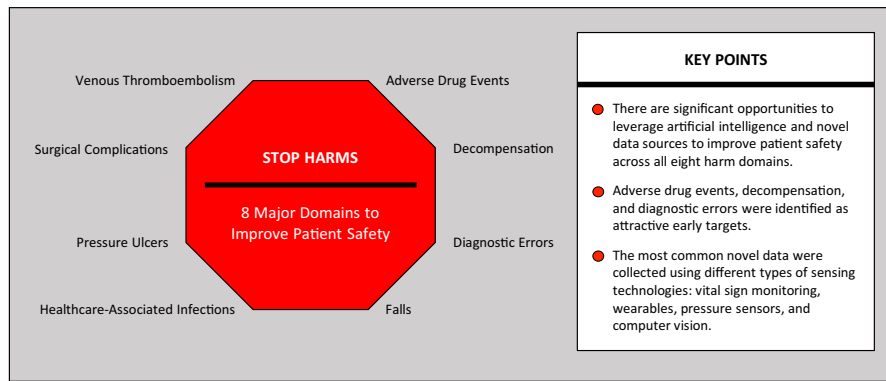 Venous Thromboembolism
Adverse Drug Events
Surgical Complications
Decompensation
STOP HARMS
8 Major Domains to
Improve Patient Safety
Pressure Ulcers
Diagnostic Errors
Healthcare-Associated Infections
Falls
KEY POINTS
There are significant opportunities to
leverage artificial intelligence and novel
data sources to improve patient safety
across all eight harm domains.
Adverse drug events, decompensation,
and diagnostic errors were identified as
attractive early targets.
The most common novel data were
collected using different types of sensing
technologies: vital sign monitoring,
wearables, pressure sensors, and
computer vision.